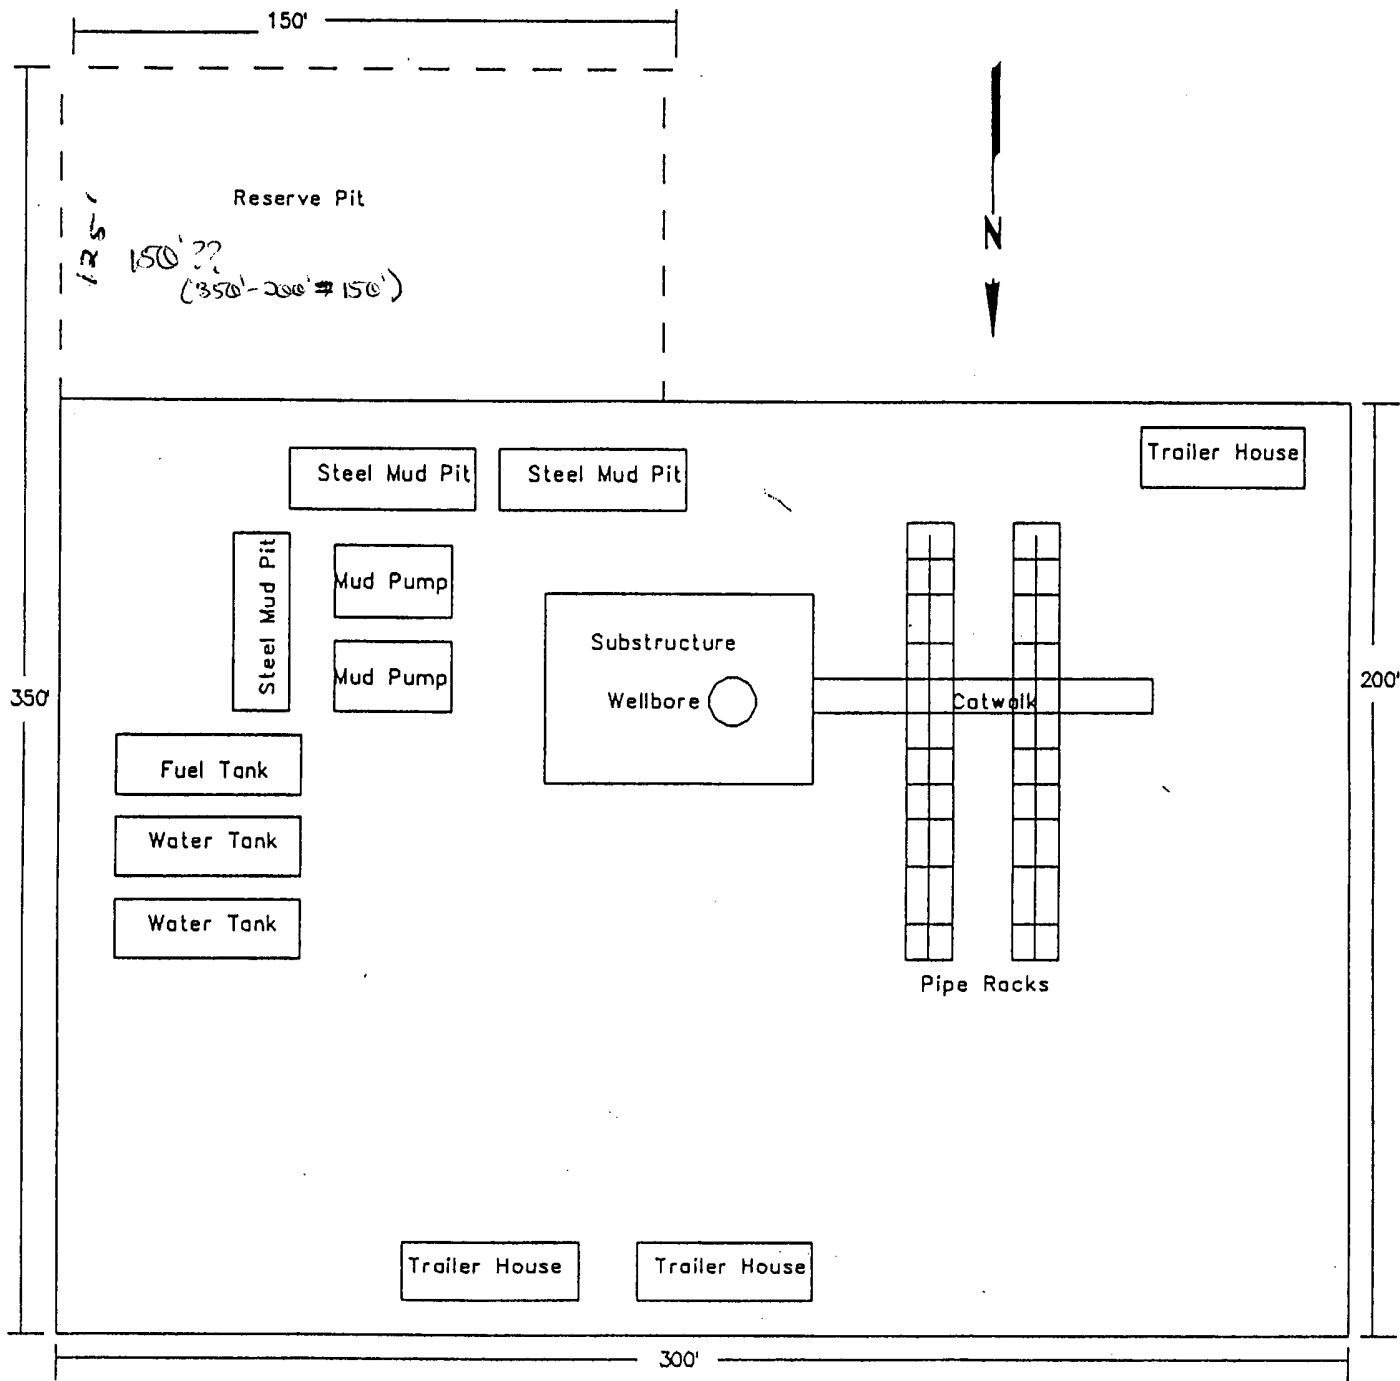 150'
Reserve Pit
125'
150'??
(350'-200'=150')
N
Steel Mud Pit
Steel Mud Pit
Trailer House
Steel Mud Pit
Mud Pump
Mud Pump
Substructure
Wellbore
Catwalk
350'
200'
Fuel Tank
Water Tank
Water Tank
Pipe Racks
Trailer House
Trailer House
300'